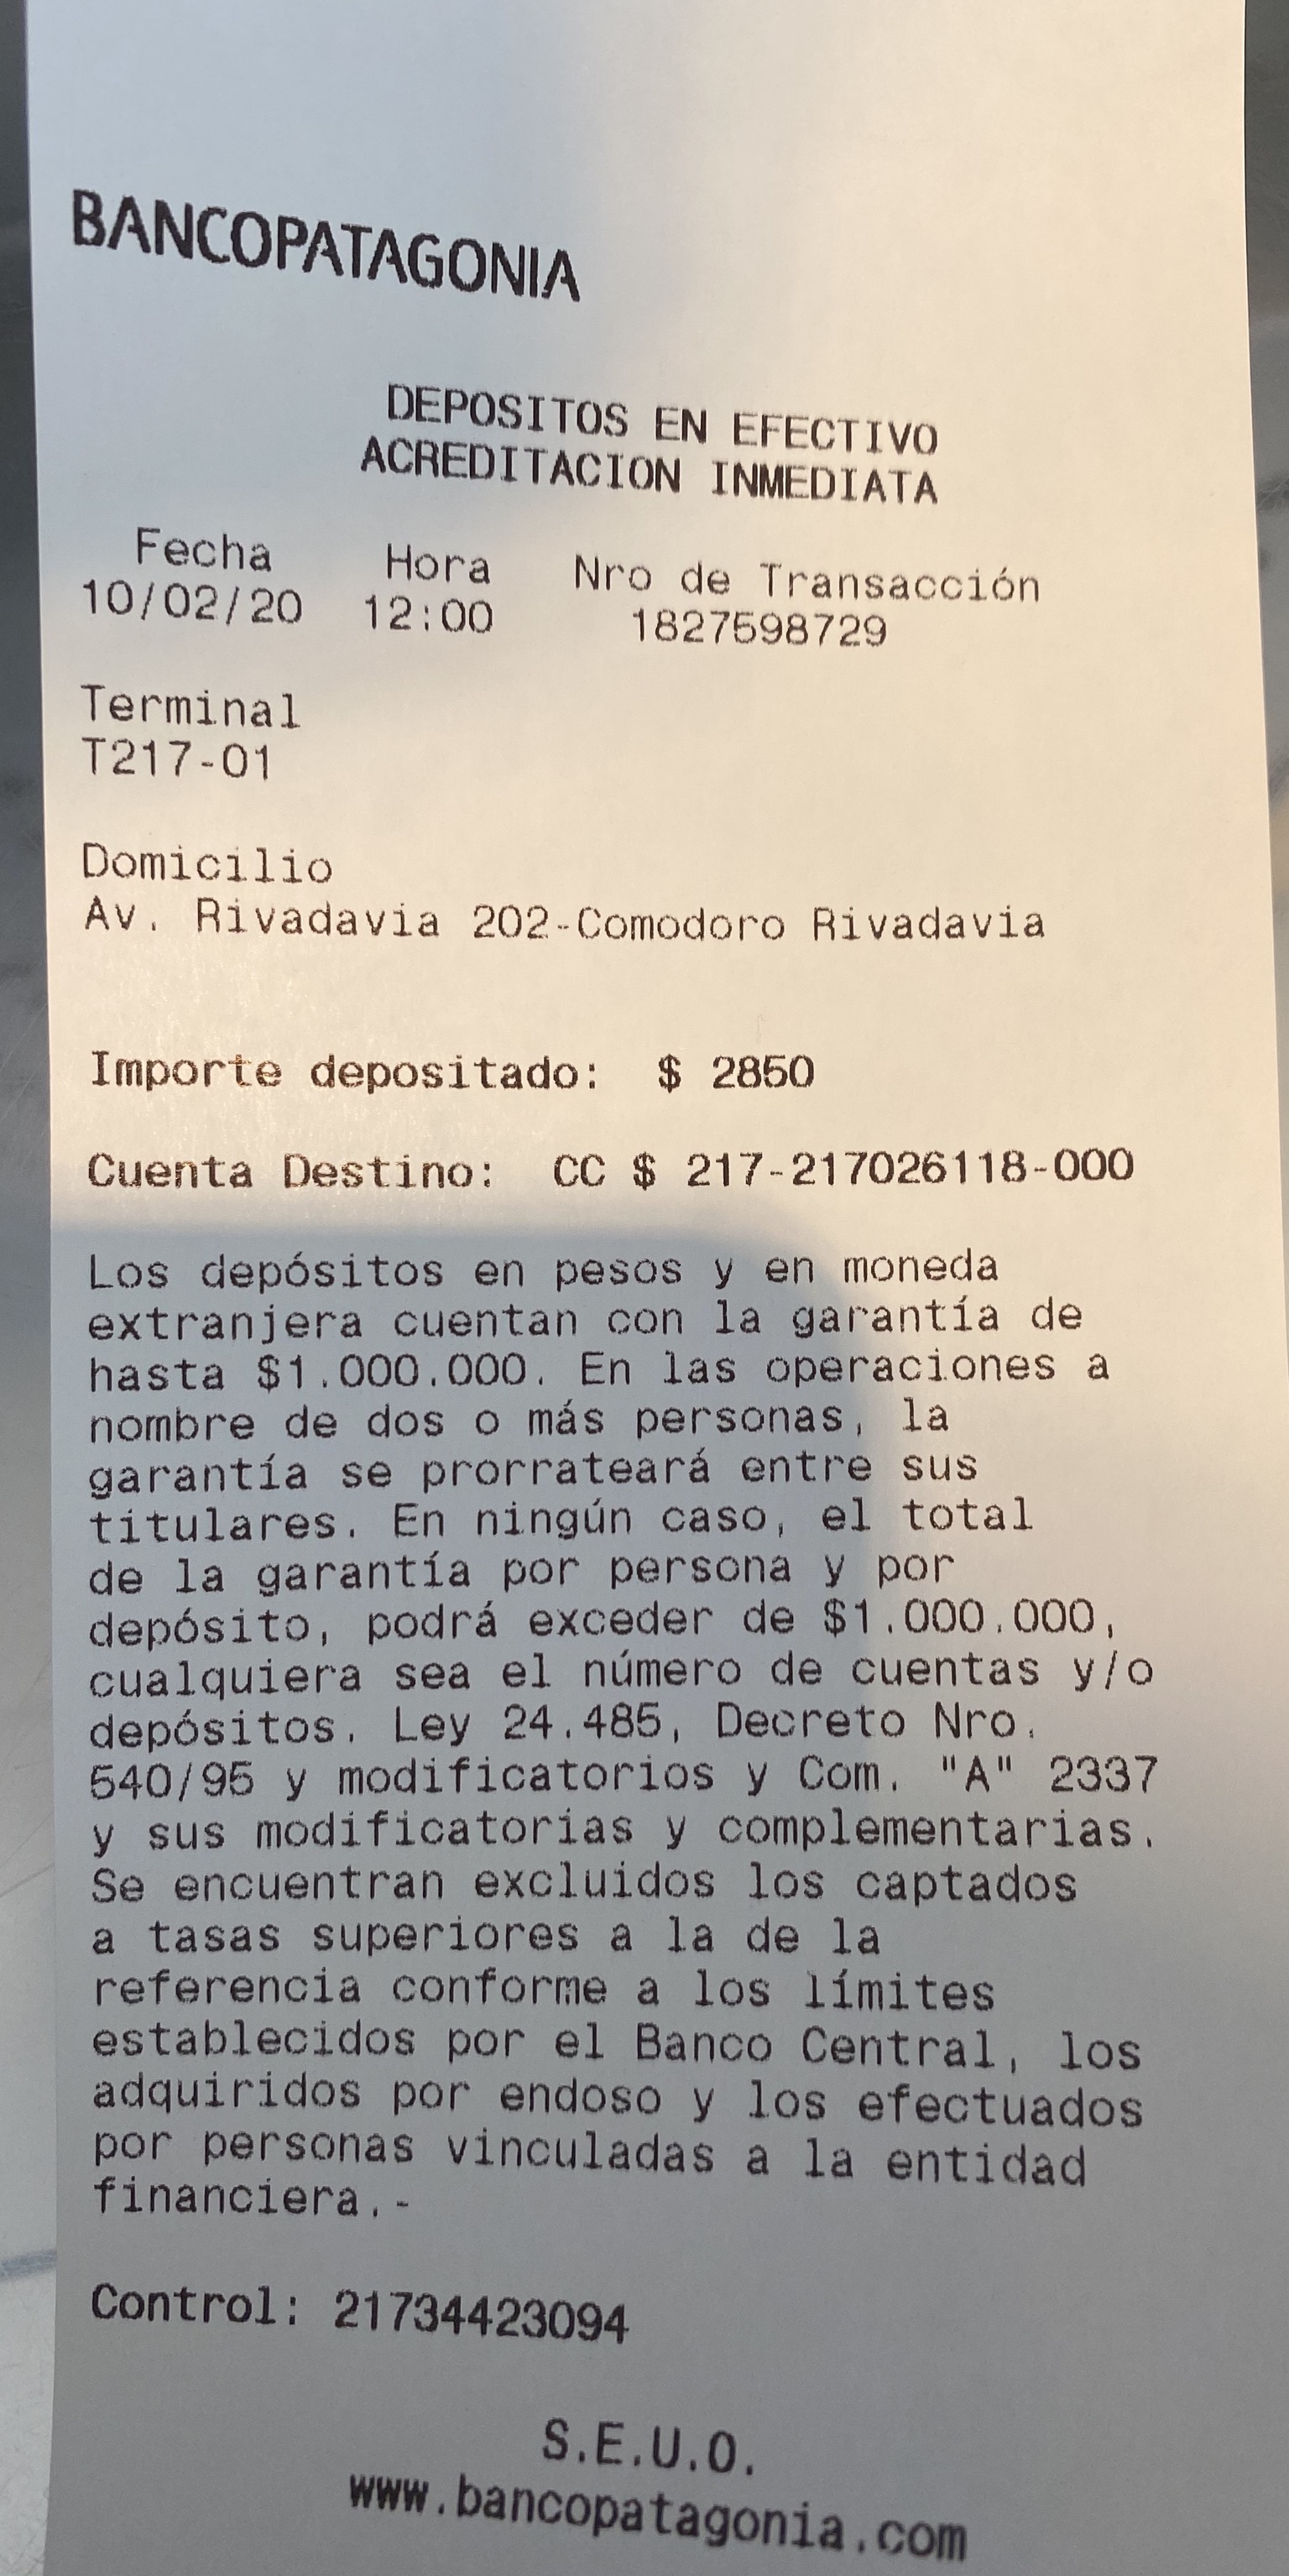 BANCOPATAGONIA
DEPOSITOS EN EFECTIVO
ACREDITACION INMEDIATA
Fecha Hora Nro de Transacción
10/02/20 12:00 1827598729
Terminal
T217-01
Domicilio
Av. Rivadavia 202-Comodoro Rivadavia
Importe depositado: $ 2850
Cuenta Destino: CC $ 217-217026118-000
Los depósitos en pesos y en moneda
extranjera cuentan con la garantía de
hasta $1.000.000. En las operaciones a
nombre de dos o más personas, la
garantía se prorrateará entre sus
titulares. En ningún caso, el total
de la garantía por persona y por
depósito, podrá exceder de $1.000.000,
cualquiera sea el número de cuentas y/o
depósitos. Ley 24.485, Decreto Nro.
540/95 y modificatorios y Com. "A" 2337
y sus modificatorias y complementarias.
Se encuentran excluidos los captados
a tasas superiores a la de la
referencia conforme a los límites
establecidos por el Banco Central, los
adquiridos por endoso y los efectuados
por personas vinculadas a la entidad
financiera.-
Control: 21734423094
S.E.U.O.
www.bancopatagonia.com